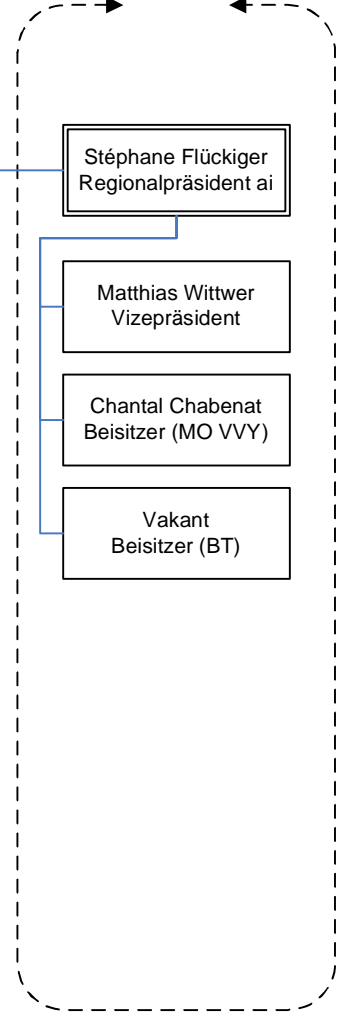 Stéphane Flückiger
Regionalpräsident ai
Matthias Wittwer
Vizepräsident
Chantal Chabenat
Beisitzer (MO VVY)
Vakant
Beisitzer (BT)